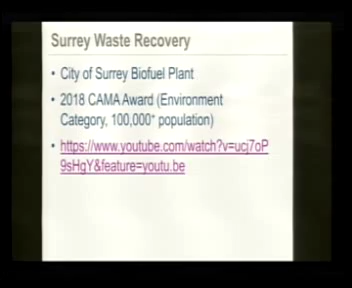 Surrey Waste Recovery
• City of Surrey Biofuel Plant
• 2018 CAMA Award (Environment
Category, 100,000⁺ population)
• https://www.youtube.com/watch?v=ucj7oP
9sHgY&feature=youtu.be